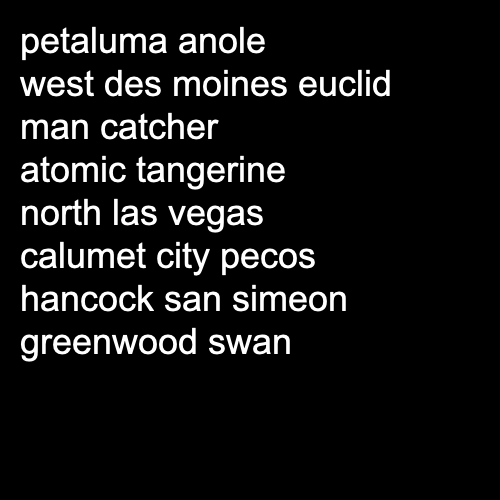 petaluma anole
west des moines euclid
man catcher
atomic tangerine
north las vegas
calumet city pecos
hancock san simeon
greenwood swan